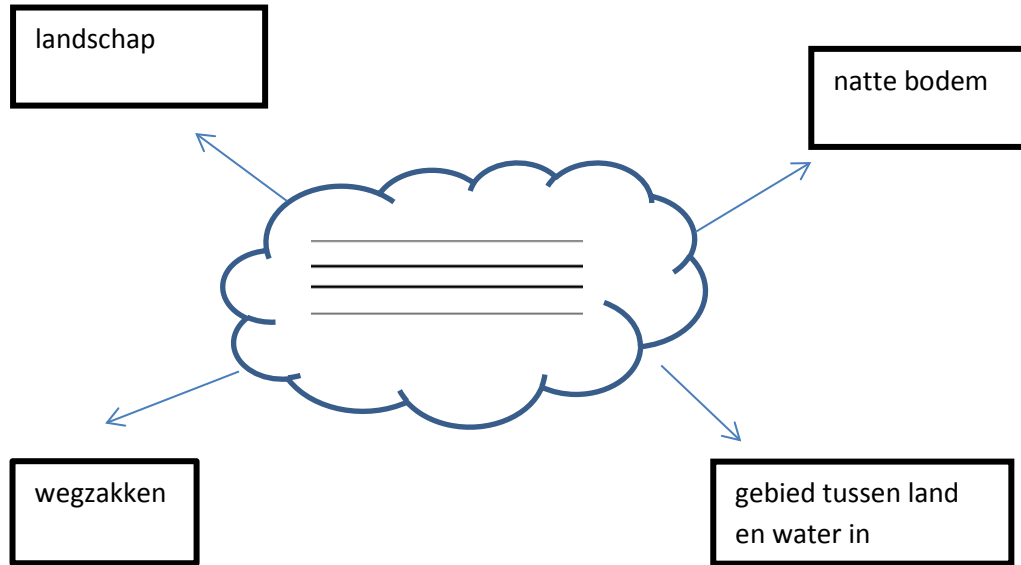 landschap
natte bodem
wegzakken
gebied tussen land
en water in